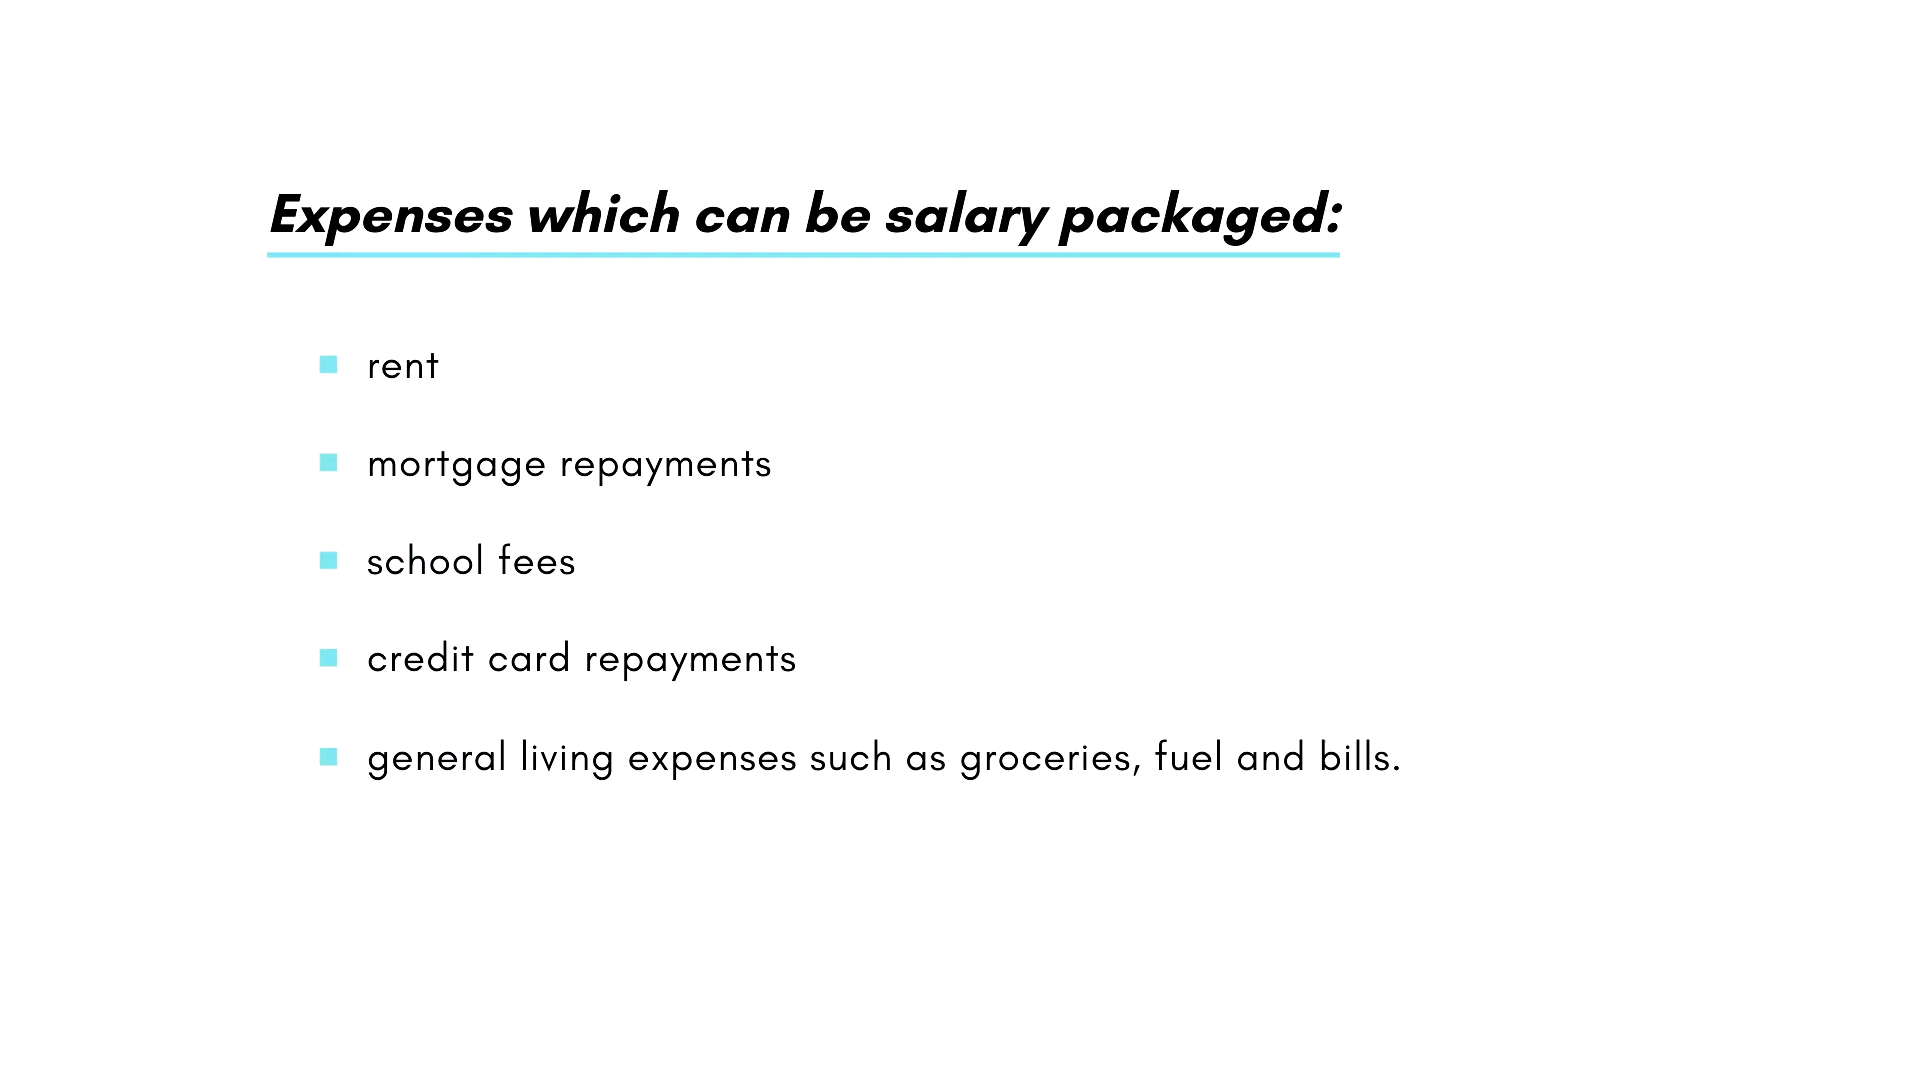 Expenses which can be salary packaged:
rent
mortgage repayments
school fees
credit card repayments
general living expenses such as groceries, fuel and bills.